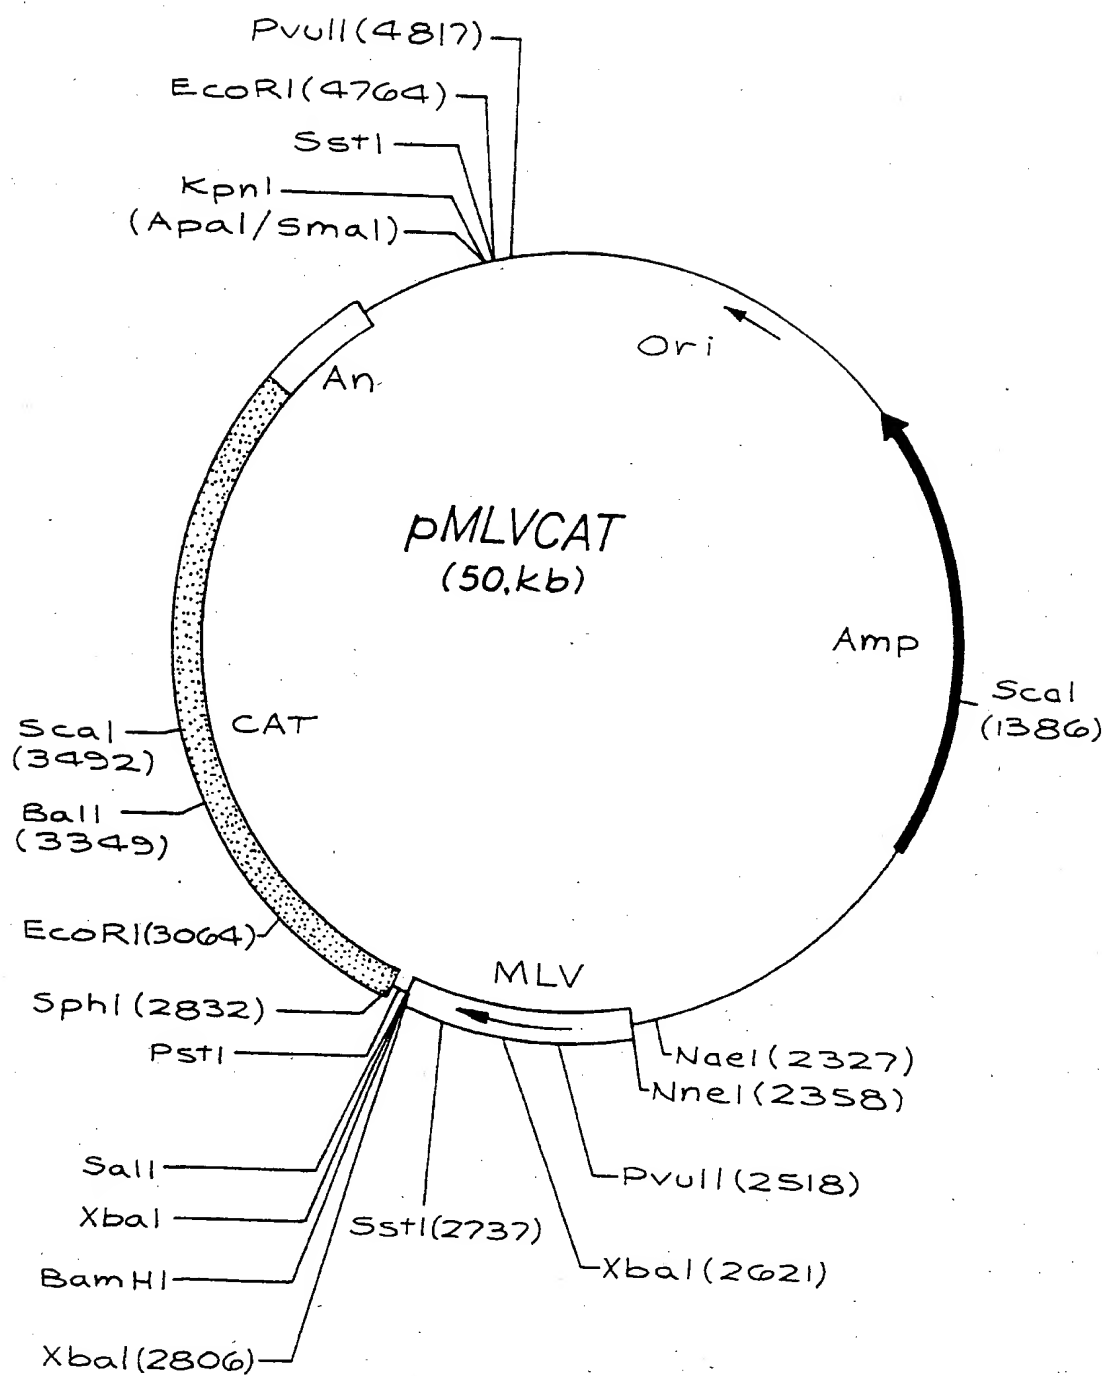 PvuII(4817)
EcoRI(4764)
SstI
KpnI
(ApaI/SmaI)
Ori
An
pMLVCAT
(50,kb)
Amp
ScaI
(1386)
ScaI
(3492)
CAT
BalI
(3349)
EcoRI(3064)
MLV
SphI(2832)
PstI
NaeI(2327)
NneI(2358)
SalI
PvuII(2518)
XbaI
SstI(2737)
BamHI
XbaI(2621)
XbaI(2806)